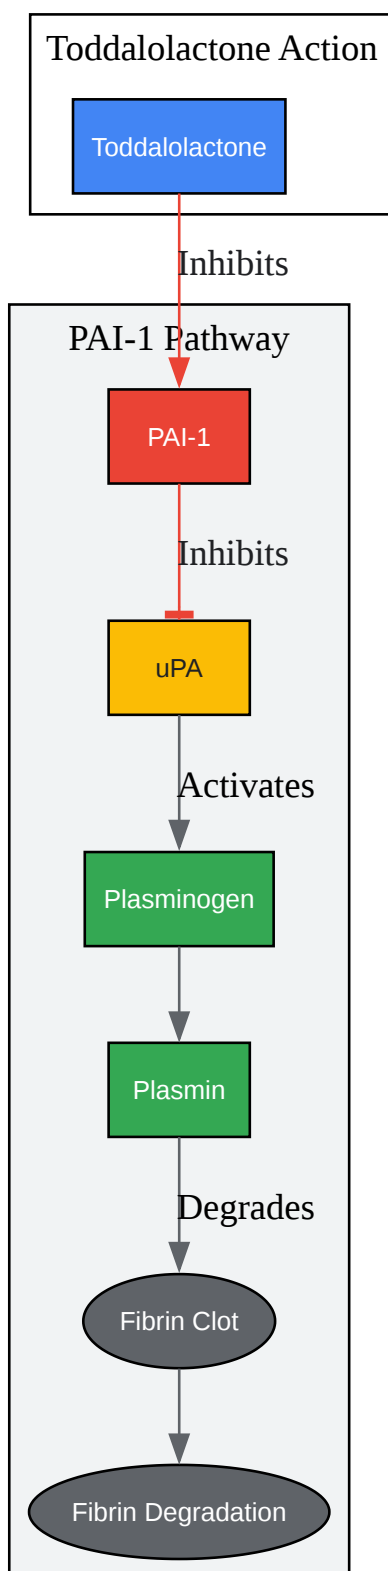 Toddalolactone Action
Toddalolactone
Inhibits
PAI-1 Pathway
PAI-1
Inhibits
uPA
Activates
Plasminogen
Plasmin
Degrades
Fibrin Clot
Fibrin Degradation